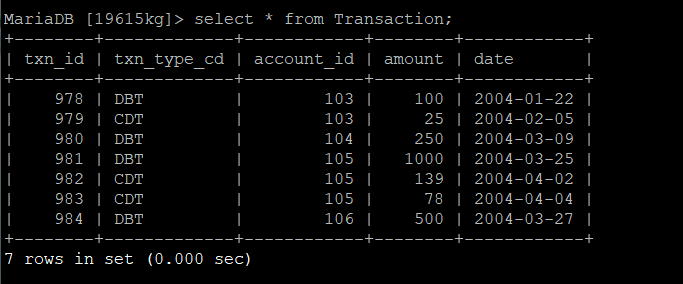 MariaDB [19615kg]> select * from Transaction;
+--------+-------------+------------+--------+------------+
| txn_id | txn_type_cd | account_id | amount | date       |
+--------+-------------+------------+--------+------------+
|    978 | DBT         |        103 |    100 | 2004-01-22 |
|    979 | CDT         |        103 |     25 | 2004-02-05 |
|    980 | DBT         |        104 |    250 | 2004-03-09 |
|    981 | DBT         |        105 |   1000 | 2004-03-25 |
|    982 | CDT         |        105 |    139 | 2004-04-02 |
|    983 | CDT         |        105 |     78 | 2004-04-04 |
|    984 | DBT         |        106 |    500 | 2004-03-27 |
+--------+-------------+------------+--------+------------+
7 rows in set (0.000 sec)